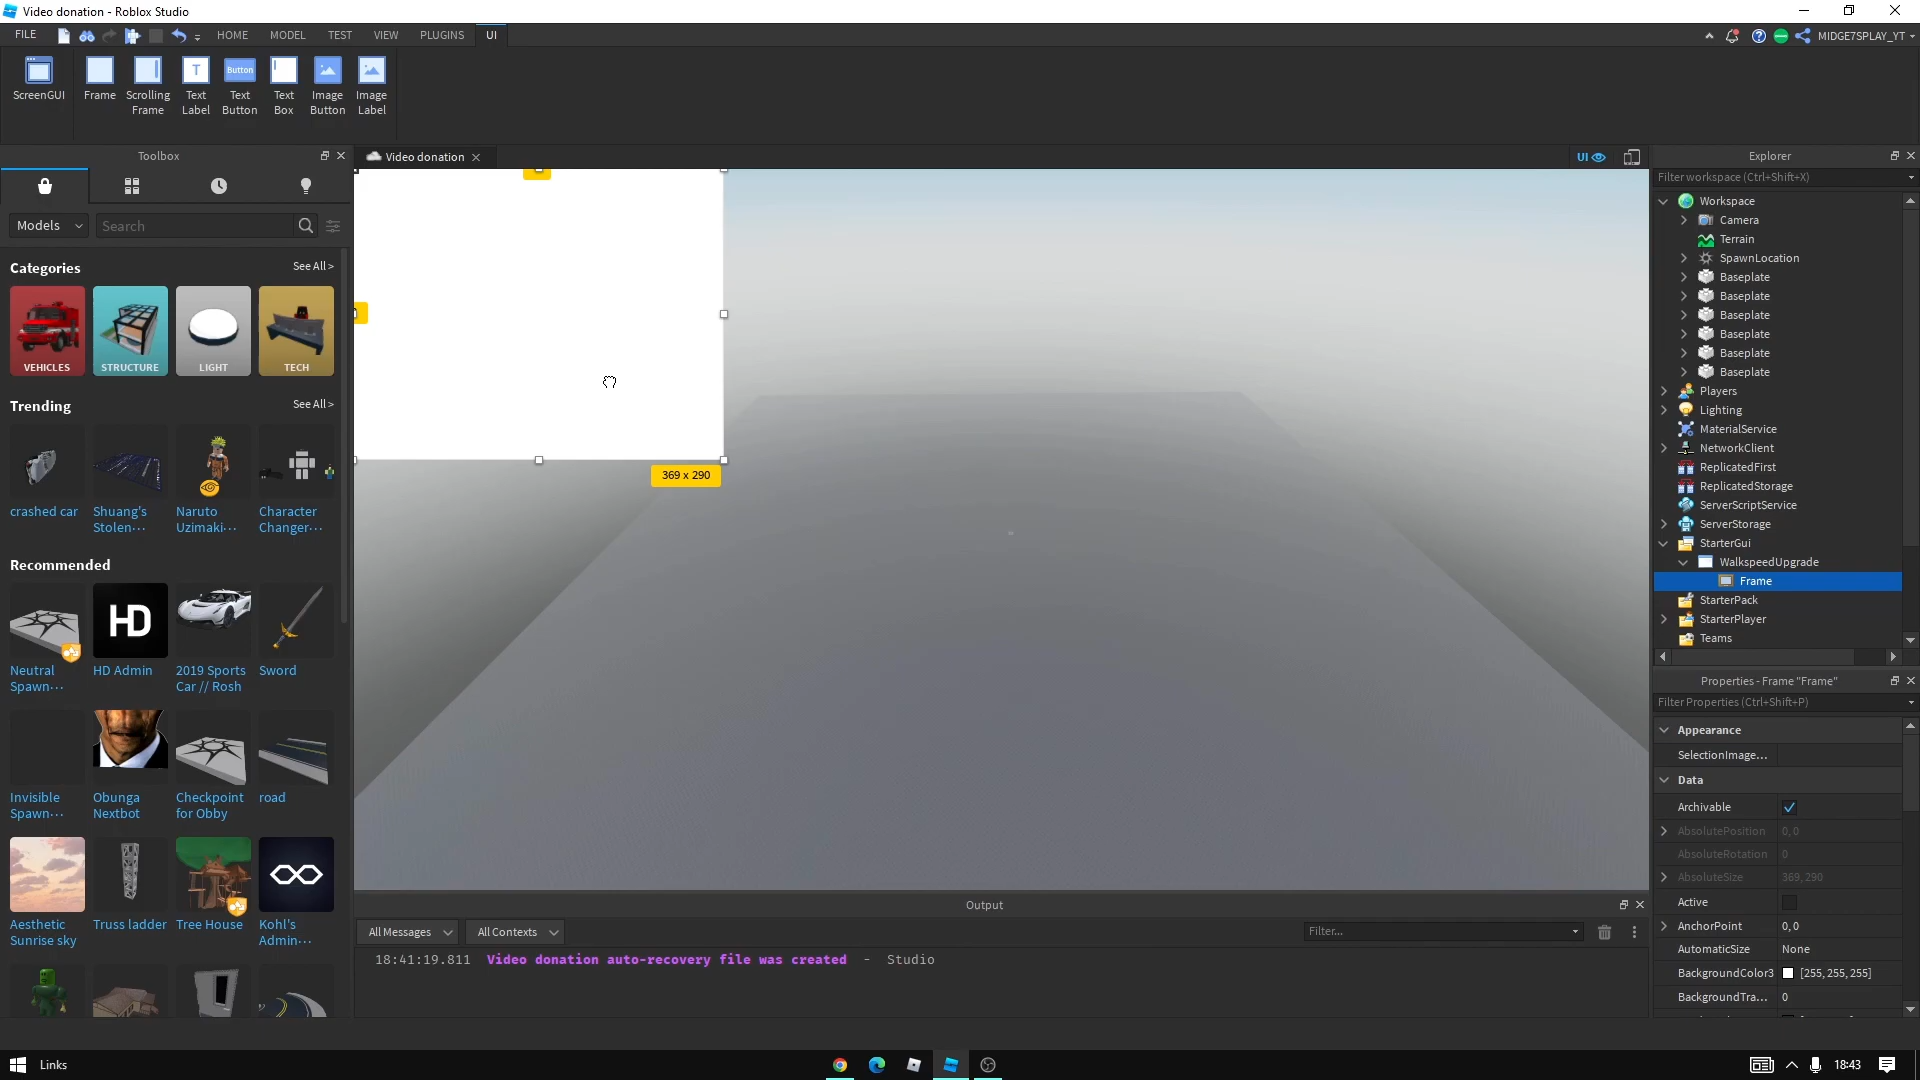 Video donation - Roblox Studio
FILE
HOME
MODEL
TEST
VIEW
PLUGINS
UI
MIDGE7SPLAY_YT
ScreenGUI
Frame
Scrolling
Frame
Text
Label
Button
Text
Button
Text
Box
Image
Button
Image
Label
Toolbox
Models
Search
Categories
See All >
VEHICLES
STRUCTURE
LIGHT
TECH
Trending
See All >
crashed car
Shuang's
Stolen···
Naruto
Uzimaki···
Character
Changer···
Recommended
HD
Neutral
Spawn···
HD Admin
2019 Sports
Car // Rosh
Sword
Invisible
Spawn···
Obunga
Nextbot
Checkpoint
for Obby
road
Aesthetic
Sunrise sky
Truss ladder
Tree House
Kohl's
Admin···
Video donation
UI
369 x 290
Output
All Messages
All Contexts
Filter...
18:41:19.811 Video donation auto-recovery file was created - Studio
Explorer
Filter workspace (Ctrl+Shift+X)
Workspace
Camera
Terrain
SpawnLocation
Baseplate
Baseplate
Baseplate
Baseplate
Baseplate
Baseplate
Players
Lighting
MaterialService
NetworkClient
ReplicatedFirst
ReplicatedStorage
ServerScriptService
ServerStorage
StarterGui
WalkspeedUpgrade
Frame
StarterPack
StarterPlayer
Teams
Properties - Frame "Frame"
Filter Properties (Ctrl+Shift+P)
Appearance
SelectionImage...
Data
Archivable
AbsolutePosition 0, 0
AbsoluteRotation 0
AbsoluteSize 369, 290
Active
AnchorPoint 0, 0
AutomaticSize None
BackgroundColor3 [255, 255, 255]
BackgroundTra... 0
Links
18:43